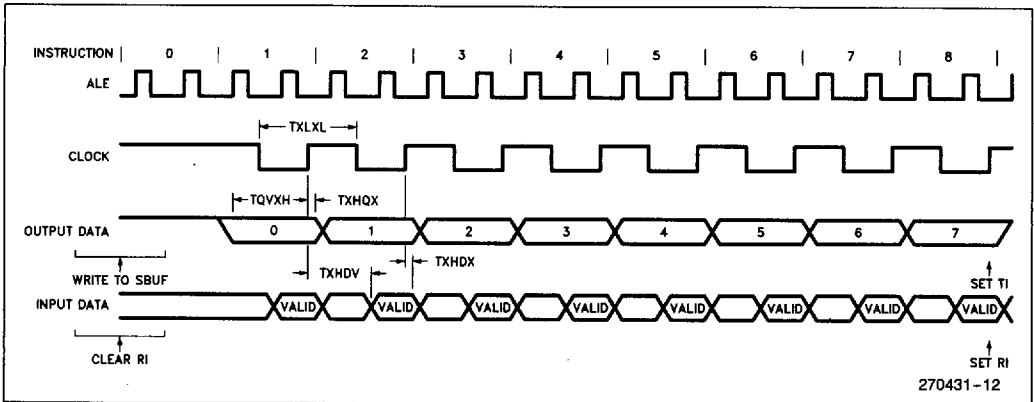 INSTRUCTION | 0 | 1 | 2 | 3 | 4 | 5 | 6 | 7 | 8 |
ALE
TXLXL
CLOCK
TQVXH TXHQX
OUTPUT DATA 0 1 2 3 4 5 6 7
WRITE TO SBUF TXHDV TXHDX SET TI
INPUT DATA VALID VALID VALID VALID VALID VALID VALID VALID
CLEAR RI SET RI
270431-12